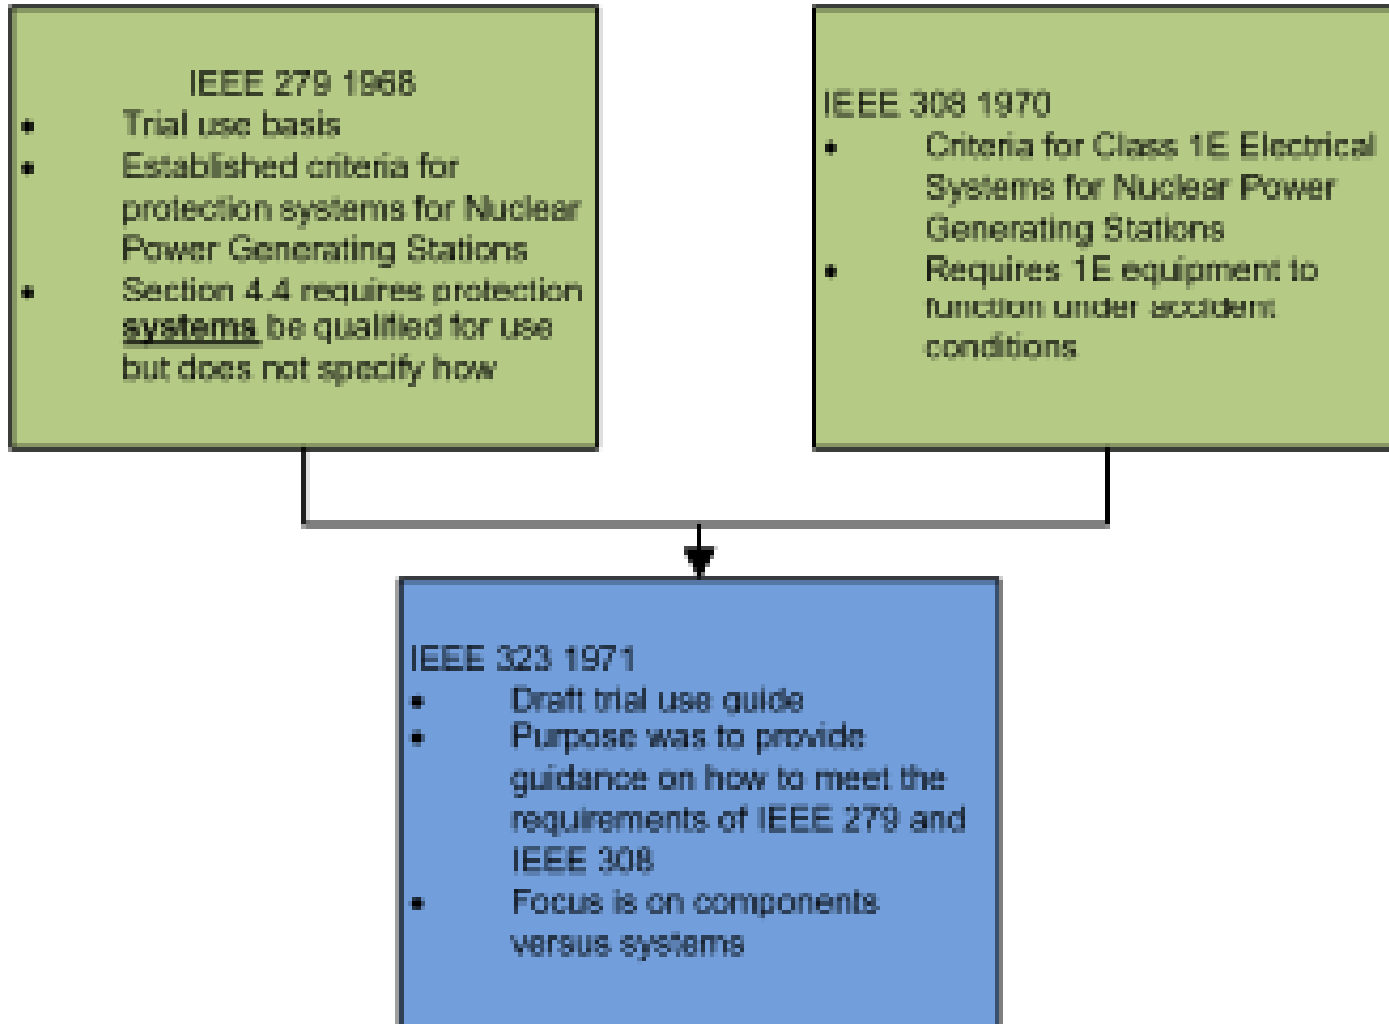 IEEE 279 1968
• Trial use basis
• Established criteria for
protection systems for Nuclear
Power Generating Stations
• Section 4.4 requires protection
systems be qualified for use
but does not specify how
IEEE 308 1970
• Criteria for Class 1E Electrical
Systems for Nuclear Power
Generating Stations
• Requires 1E equipment to
function under accident
conditions
IEEE 323 1971
• Draft trial use guide
• Purpose was to provide
guidance on how to meet the
requirements of IEEE 279 and
IEEE 308
• Focus is on components
versus systems